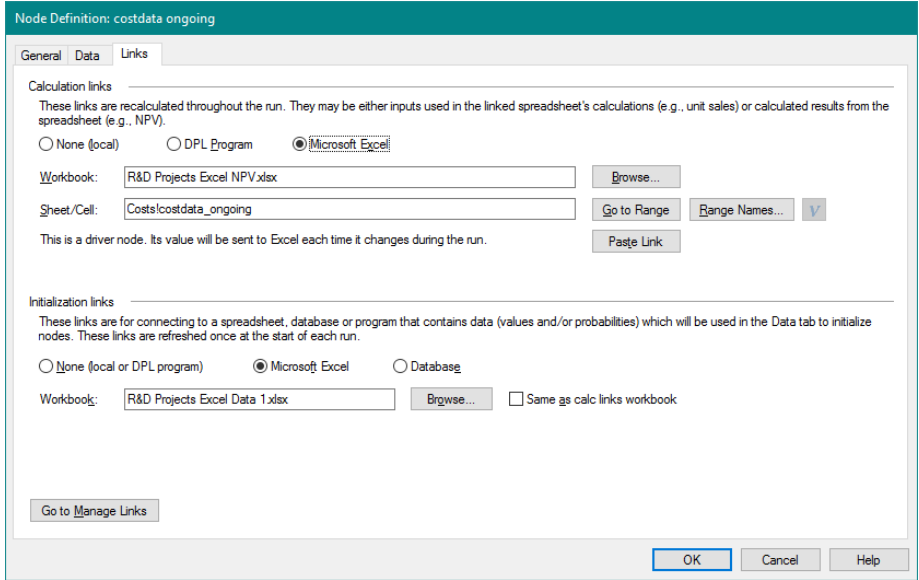 Node Definition: costdata ongoing
General Data Links
Calculation links
These links are recalculated throughout the run. They may be either inputs used in the linked spreadsheet's calculations (e.g., unit sales) or calculated results from the
spreadsheet (e.g., NPV).
None (local) DPL Program Microsoft Excel
Workbook: R&D Projects Excel NPV.xlsx Browse...
Sheet/Cell: Costs!costdata_ongoing Go to Range Range Names... V
This is a driver node. Its value will be sent to Excel each time it changes during the run. Paste Link
Initialization links
These links are for connecting to a spreadsheet, database or program that contains data (values and/or probabilities) which will be used in the Data tab to initialize
nodes. These links are refreshed once at the start of each run.
None (local or DPL program) Microsoft Excel Database
Workbook: R&D Projects Excel Data 1.xlsx Browse... Same as calc links workbook
Go to Manage Links
OK Cancel Help